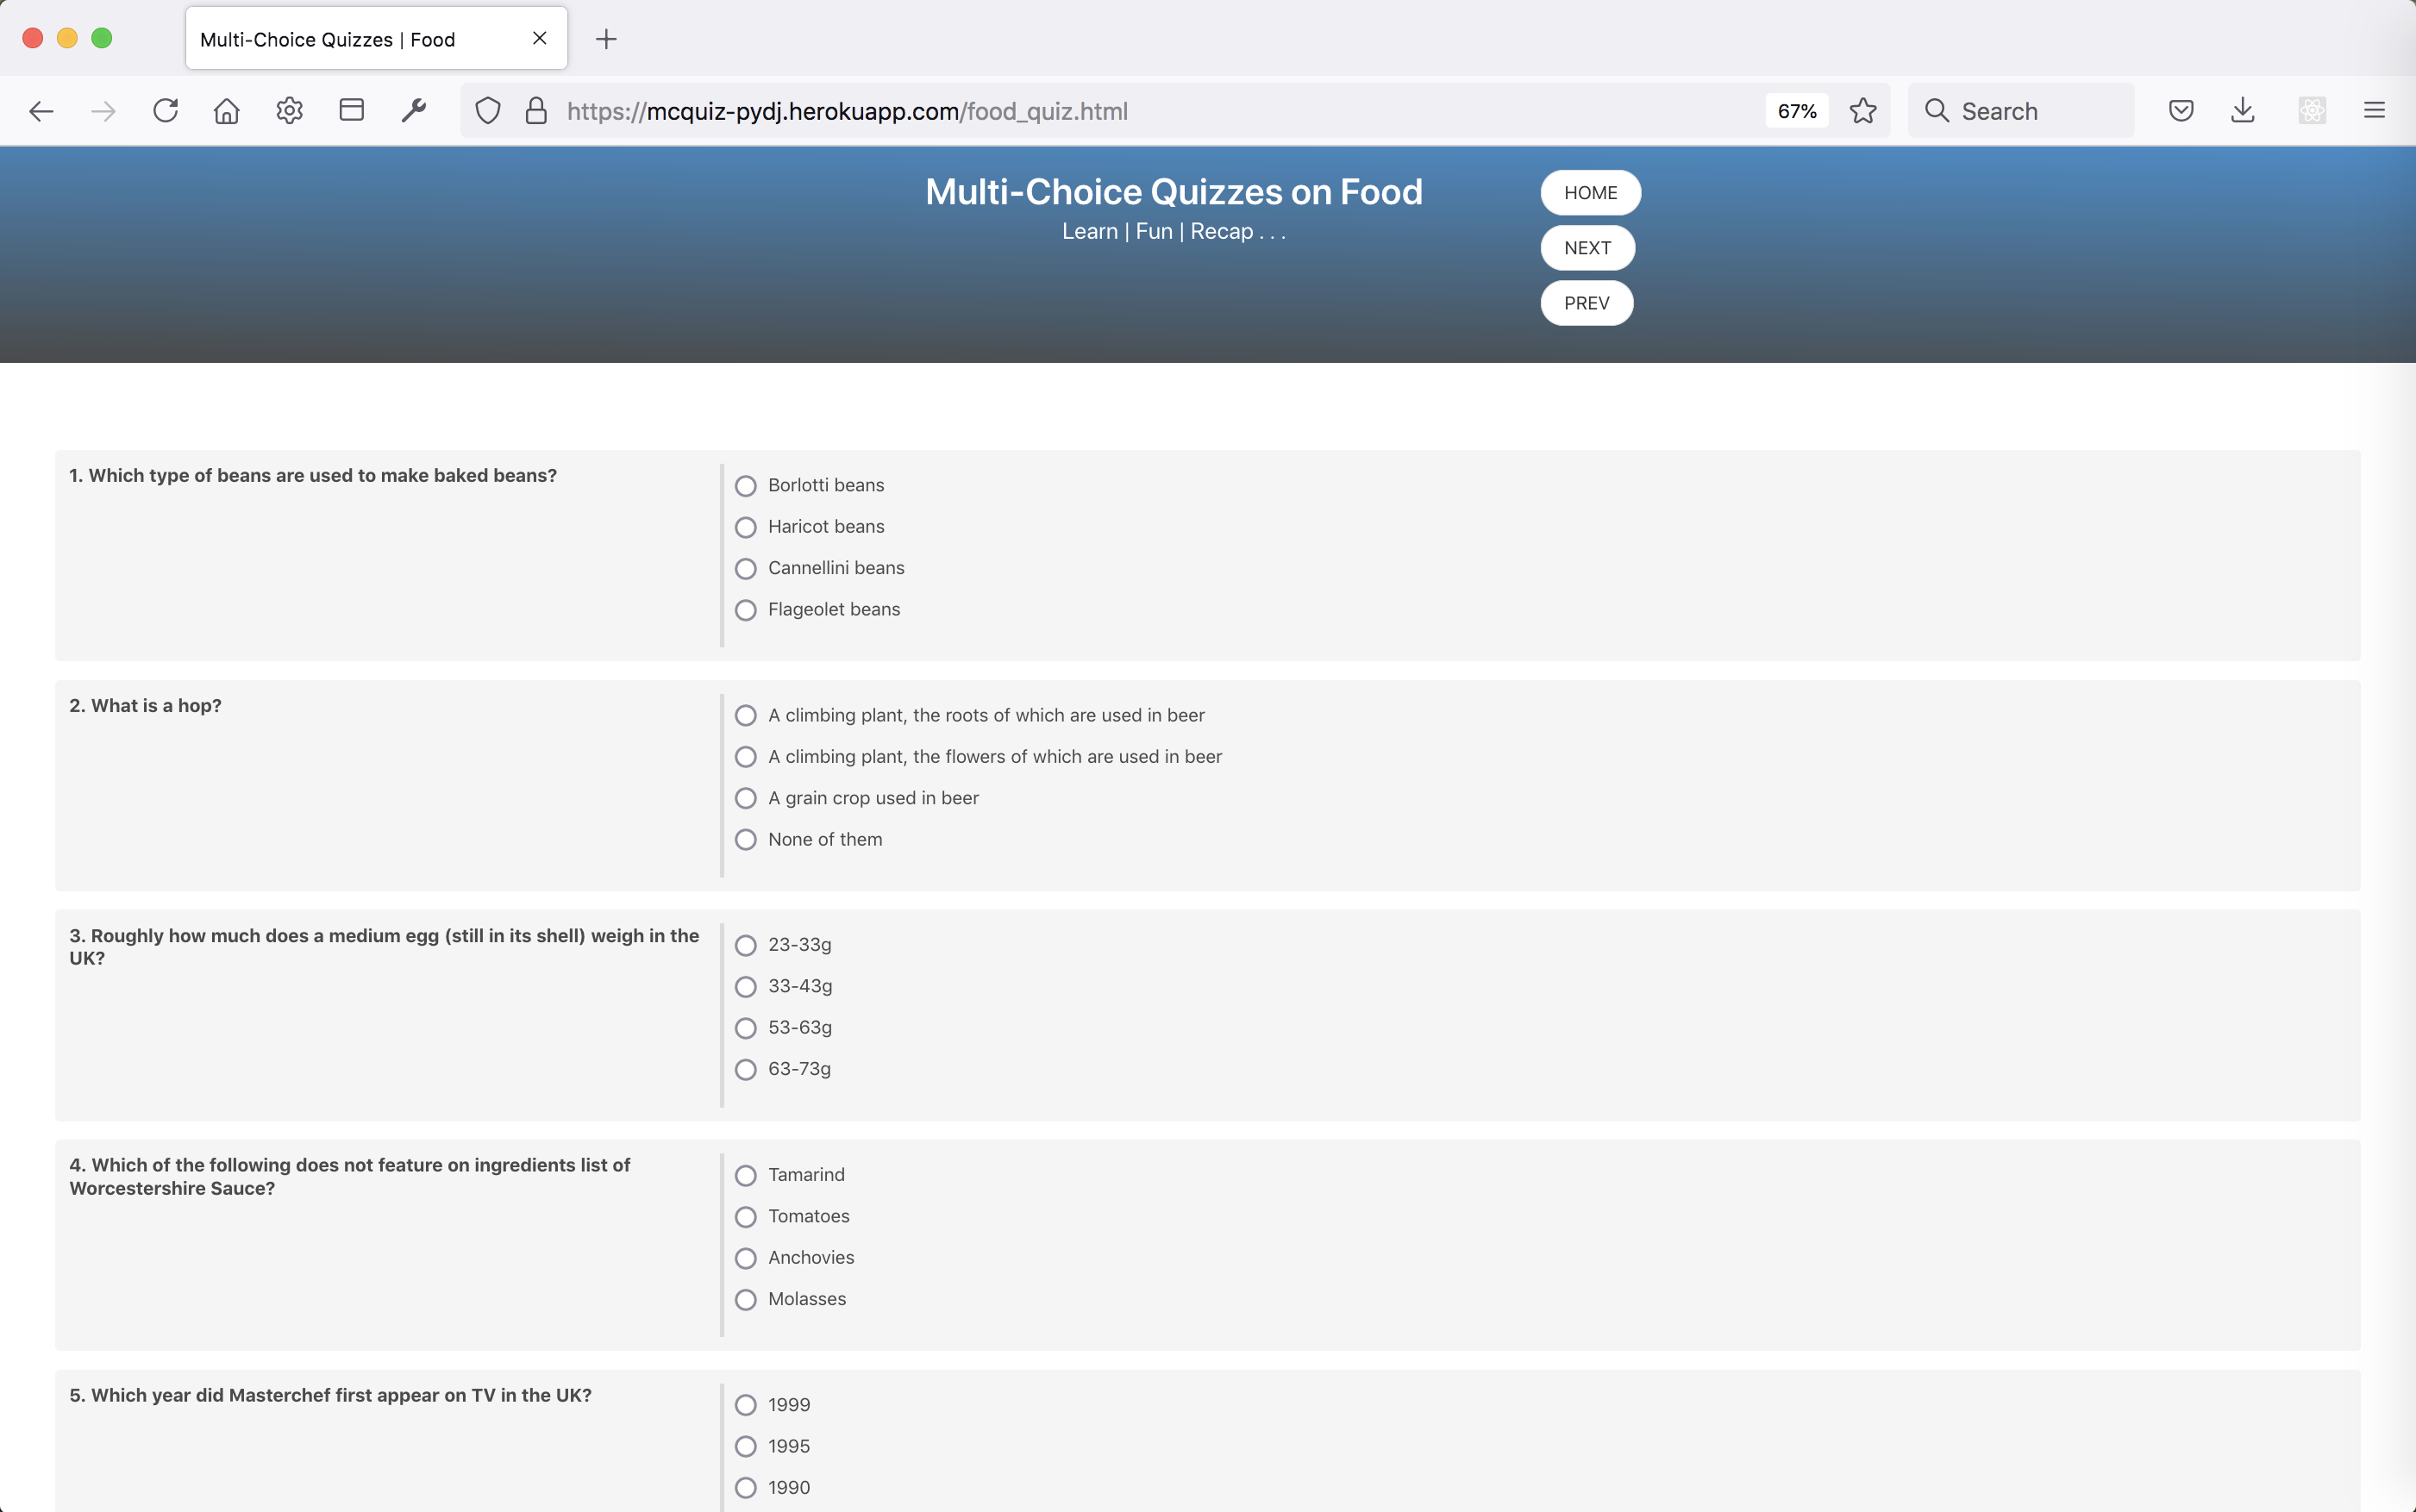 Multi-Choice Quizzes | Food
https://mcquiz-pydj.herokuapp.com/food_quiz.html
67%
Search
Multi-Choice Quizzes on Food
Learn | Fun | Recap . . .
HOME
NEXT
PREV
1. Which type of beans are used to make baked beans?
Borlotti beans
Haricot beans
Cannellini beans
Flageolet beans
2. What is a hop?
A climbing plant, the roots of which are used in beer
A climbing plant, the flowers of which are used in beer
A grain crop used in beer
None of them
3. Roughly how much does a medium egg (still in its shell) weigh in the
UK?
23-33g
33-43g
53-63g
63-73g
4. Which of the following does not feature on ingredients list of
Worcestershire Sauce?
Tamarind
Tomatoes
Anchovies
Molasses
5. Which year did Masterchef first appear on TV in the UK?
1999
1995
1990